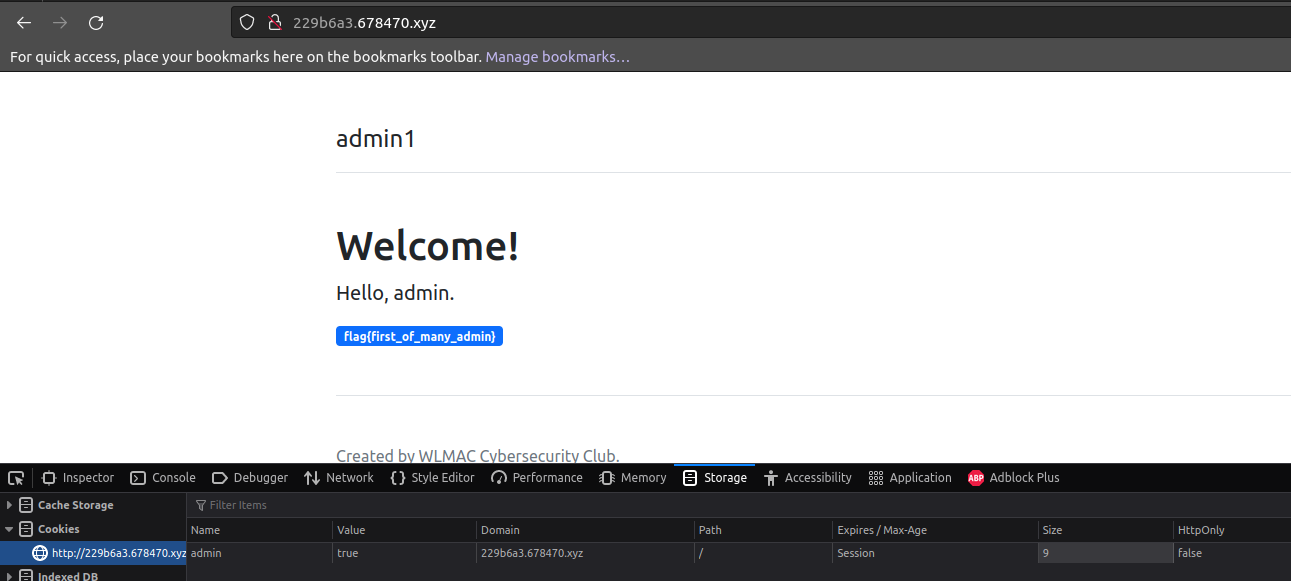 229b6a3.678470.xyz
For quick access, place your bookmarks here on the bookmarks toolbar. Manage bookmarks…
admin1
Welcome!
Hello, admin.
flag{first_of_many_admin}
Created by WLMAC Cybersecurity Club.
Inspector Console Debugger Network {} Style Editor Performance Memory Storage Accessibility Application ABP Adblock Plus
Cache Storage Filter Items
Cookies Name Value Domain Path Expires / Max-Age Size HttpOnly
http://229b6a3.678470.xyz admin true 229b6a3.678470.xyz / Session 9 false
Indexed DB